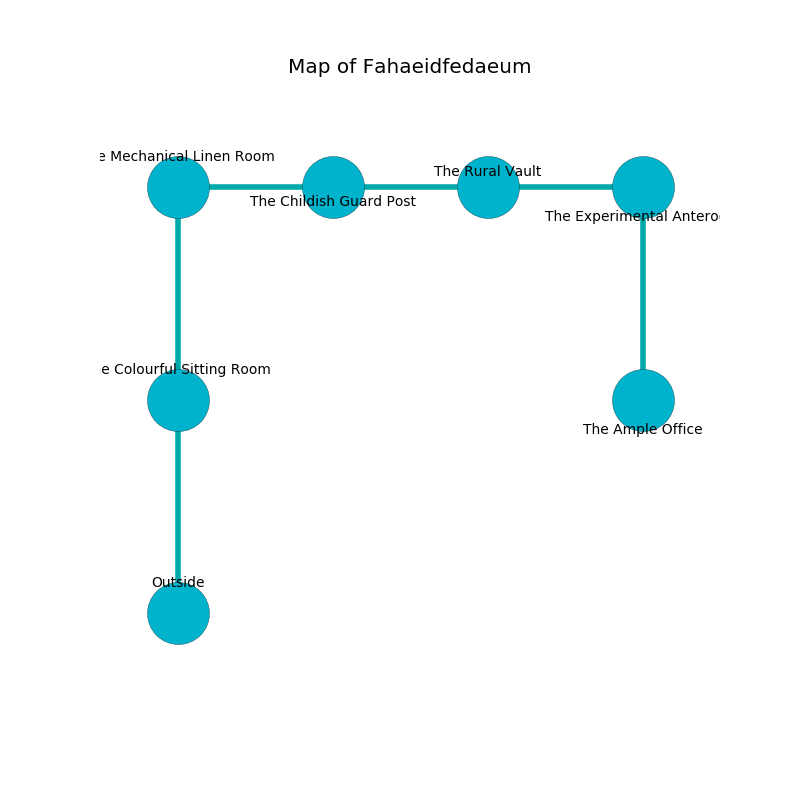 Map of Fahaeidfedaeum
e Mechanical Linen Room
The Rural Vault
The Childish Guard Post
The Experimental Antero
e Colourful Sitting Room
The Ample Office
Outside